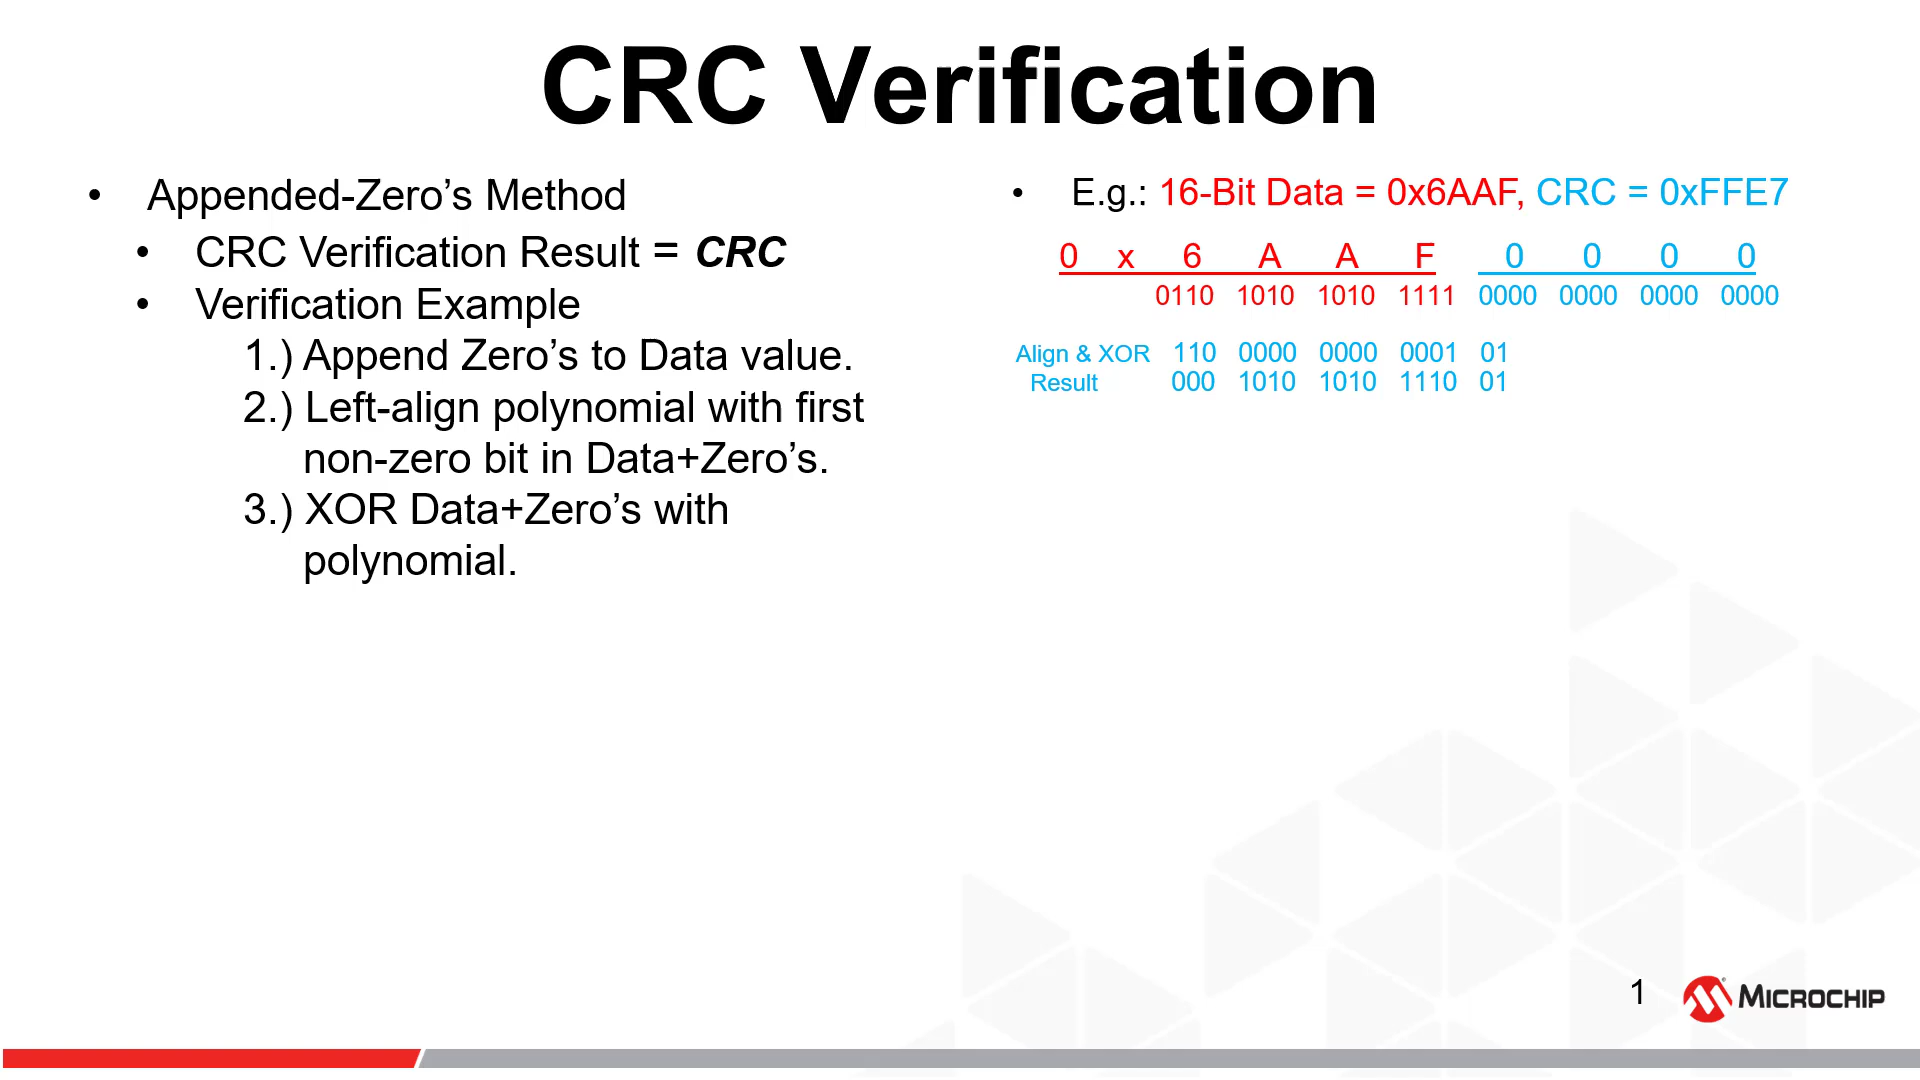 CRC Verification
• Appended-Zero’s Method
• CRC Verification Result = CRC
• Verification Example
1.) Append Zero’s to Data value.
2.) Left-align polynomial with first
non-zero bit in Data+Zero’s.
3.) XOR Data+Zero’s with
polynomial.
• E.g.: 16-Bit Data = 0x6AAF, CRC = 0xFFE7
0 x 6 A A F 0 0 0 0
0110 1010 1010 1111 0000 0000 0000 0000
Align & XOR 110 0000 0000 0001 01
Result 000 1010 1010 1110 01
1
MICROCHIP